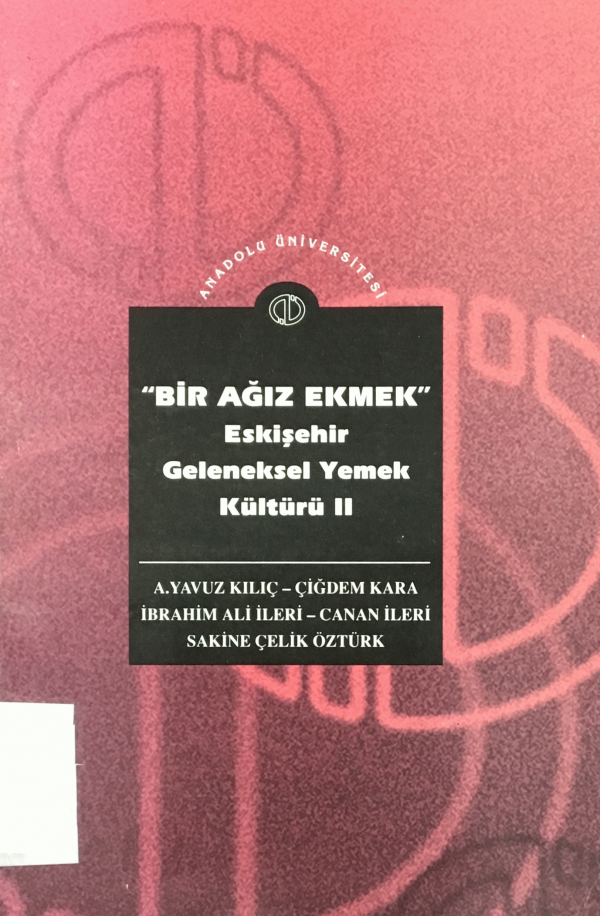 ANADOLU ÜNİVERSİTESİ
“BİR AĞIZ EKMEK”
Eskişehir
Geleneksel Yemek
Kültürü II
A.YAVUZ KILIÇ – ÇİĞDEM KARA
İBRAHİM ALİ İLERİ – CANAN İLERİ
SAKİNE ÇELİK ÖZTÜRK